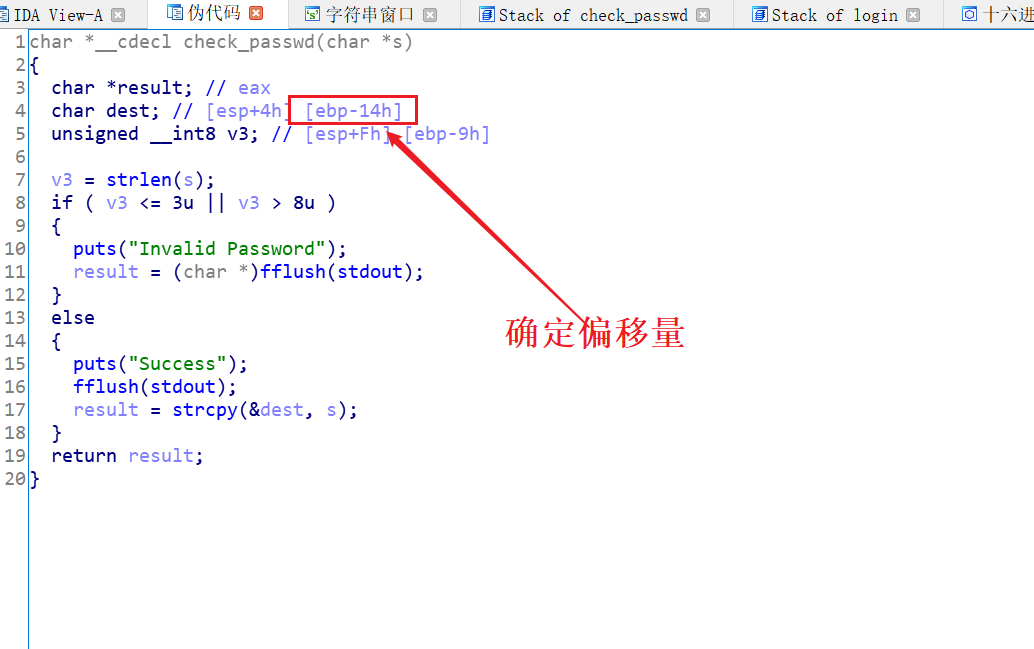 IDA View-A 伪代码 字符串窗口 Stack of check_passwd Stack of login 十六进
1 char *__cdecl check_passwd(char *s)
2 {
3   char *result; // eax
4   char dest; // [esp+4h] [ebp-14h]
5   unsigned __int8 v3; // [esp+Fh] [ebp-9h]
6
7   v3 = strlen(s);
8   if ( v3 <= 3u || v3 > 8u )
9   {
10     puts("Invalid Password");
11     result = (char *)fflush(stdout);
12   }
13   else
14   {
15     puts("Success");
16     fflush(stdout);
17     result = strcpy(&dest, s);
18   }
19   return result;
20 }
确定偏移量